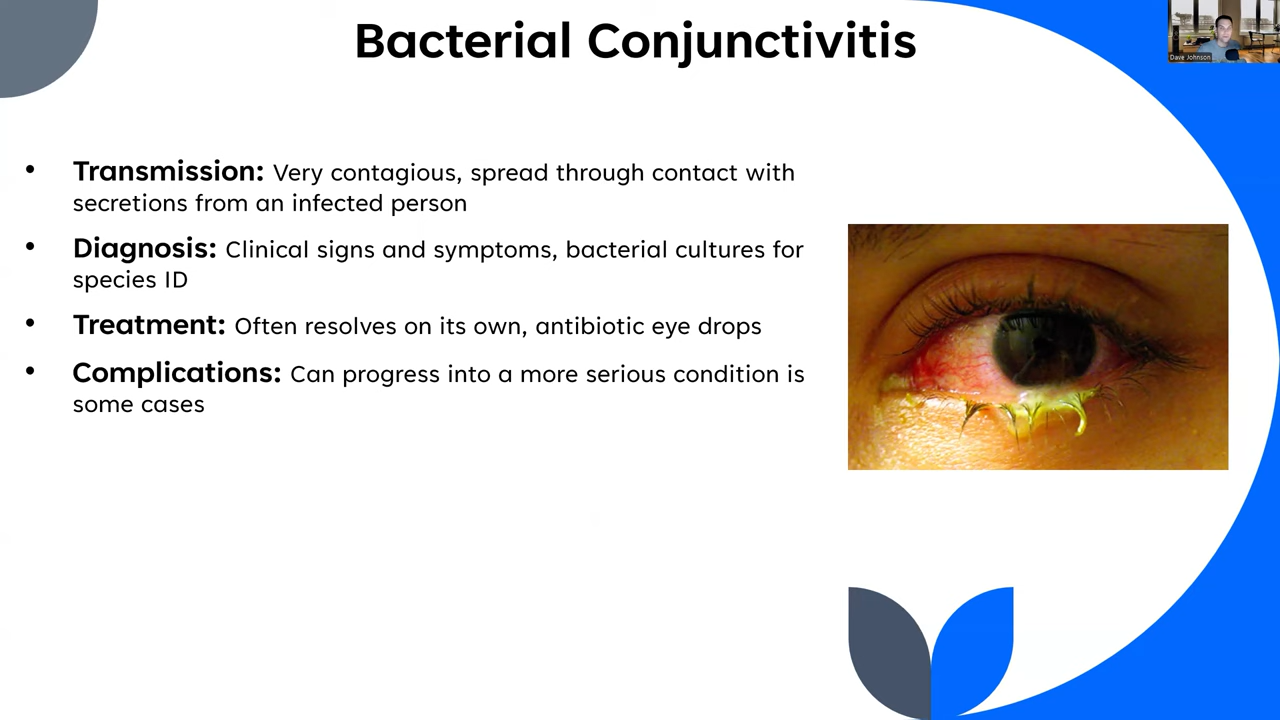 Bacterial Conjunctivitis
Dave Johnson
• Transmission: Very contagious, spread through contact with
secretions from an infected person
• Diagnosis: Clinical signs and symptoms, bacterial cultures for
species ID
• Treatment: Often resolves on its own, antibiotic eye drops
• Complications: Can progress into a more serious condition is
some cases